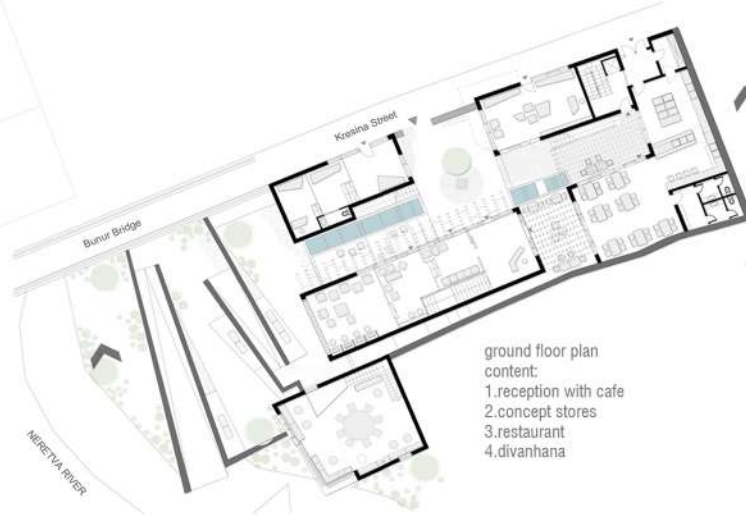 Kresina Street
Bunur Bridge
NERETVA RIVER
ground floor plan
content:
1.reception with cafe
2.concept stores
3.restaurant
4.divanhana